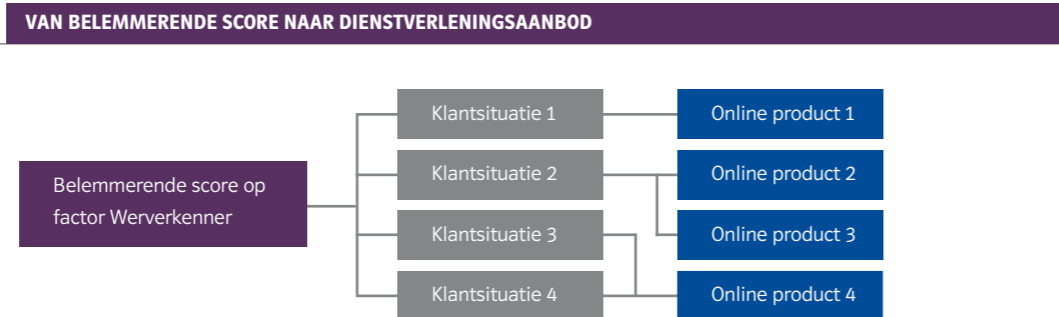 VAN BELEMMERENDE SCORE NAAR DIENSTVERLENINGSAANBOD
Belemmerende score op
factor Werverkenner
Klantsituatie 1
Klantsituatie 2
Klantsituatie 3
Klantsituatie 4
Online product 1
Online product 2
Online product 3
Online product 4